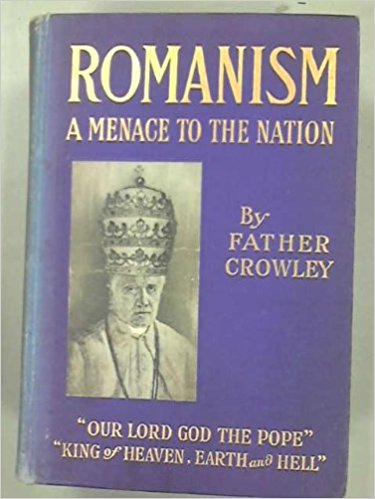 ROMANISM
A MENACE TO THE NATION
By
FATHER
CROWLEY
"OUR LORD GOD THE POPE"
"KING of HEAVEN, EARTH and HELL"